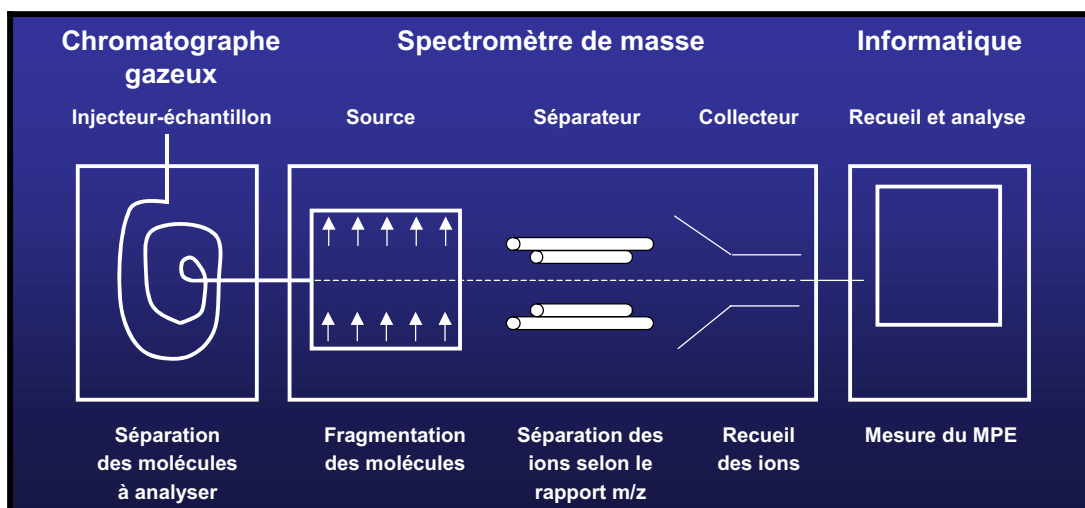 Chromatographe
gazeux
Spectromètre de masse
Informatique
Injecteur-échantillon
Source
Séparateur
Collecteur
Recueil et analyse
Séparation
des molécules
à analyser
Fragmentation
des molécules
Séparation des
ions selon le
rapport m/z
Recueil
des ions
Mesure du MPE